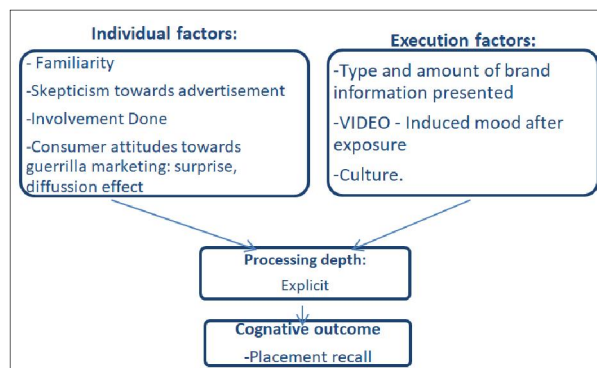 Individual factors:
- Familiarity
-Skepticism towards advertisement
-Involvement Done
-Consumer attitudes towards
guerrilla marketing: surprise,
diffussion effect
Execution factors:
-Type and amount of brand
information presented
-VIDEO - Induced mood after
exposure
-Culture.
Processing depth:
Explicit
Cognative outcome
-Placement recall